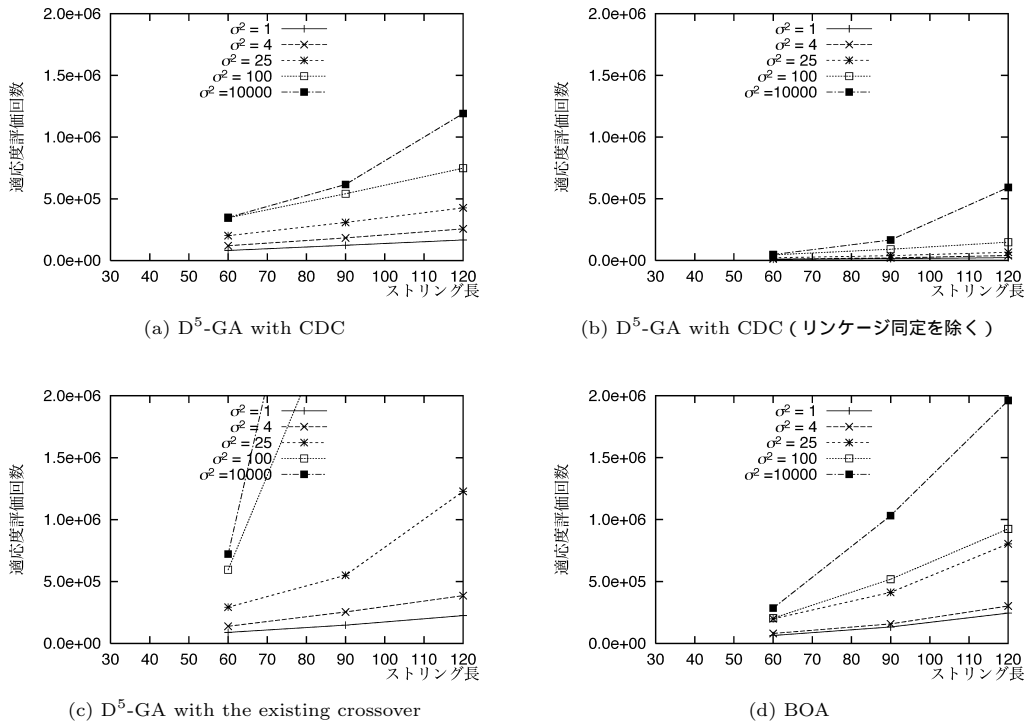 2.0e+06
1.5e+06
1.0e+06
5.0e+05
0.0e+00
適応度評価回数
σ² = 1
σ² = 4
σ² = 25
σ² = 100
σ² =10000
30 40 50 60 70 80 90 100 110 120
ストリング長
(a) D⁵-GA with CDC
2.0e+06
1.5e+06
1.0e+06
5.0e+05
0.0e+00
適応度評価回数
σ² = 1
σ² = 4
σ² = 25
σ² = 100
σ² =10000
30 40 50 60 70 80 90 100 110 120
ストリング長
(b) D⁵-GA with CDC(リンケージ同定を除く)
2.0e+06
1.5e+06
1.0e+06
5.0e+05
0.0e+00
適応度評価回数
σ² = 1
σ² = 4
σ² = 25
σ² = 100
σ² =10000
30 40 50 60 70 80 90 100 110 120
ストリング長
(c) D⁵-GA with the existing crossover
2.0e+06
1.5e+06
1.0e+06
5.0e+05
0.0e+00
適応度評価回数
σ² = 1
σ² = 4
σ² = 25
σ² = 100
σ² =10000
30 40 50 60 70 80 90 100 110 120
ストリング長
(d) BOA